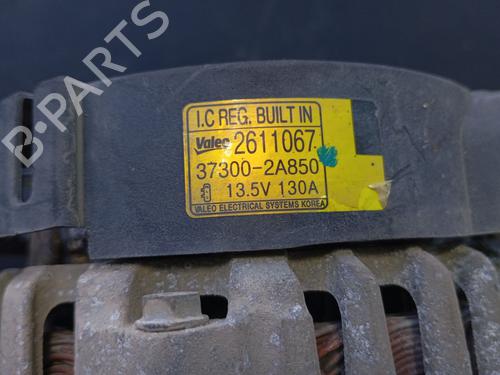 I.C REG. BUILT IN
Valeo 2611067
37300-2A850
13.5V 130A
VALEO ELECTRICAL SYSTEMS KOREA
B-PARTS